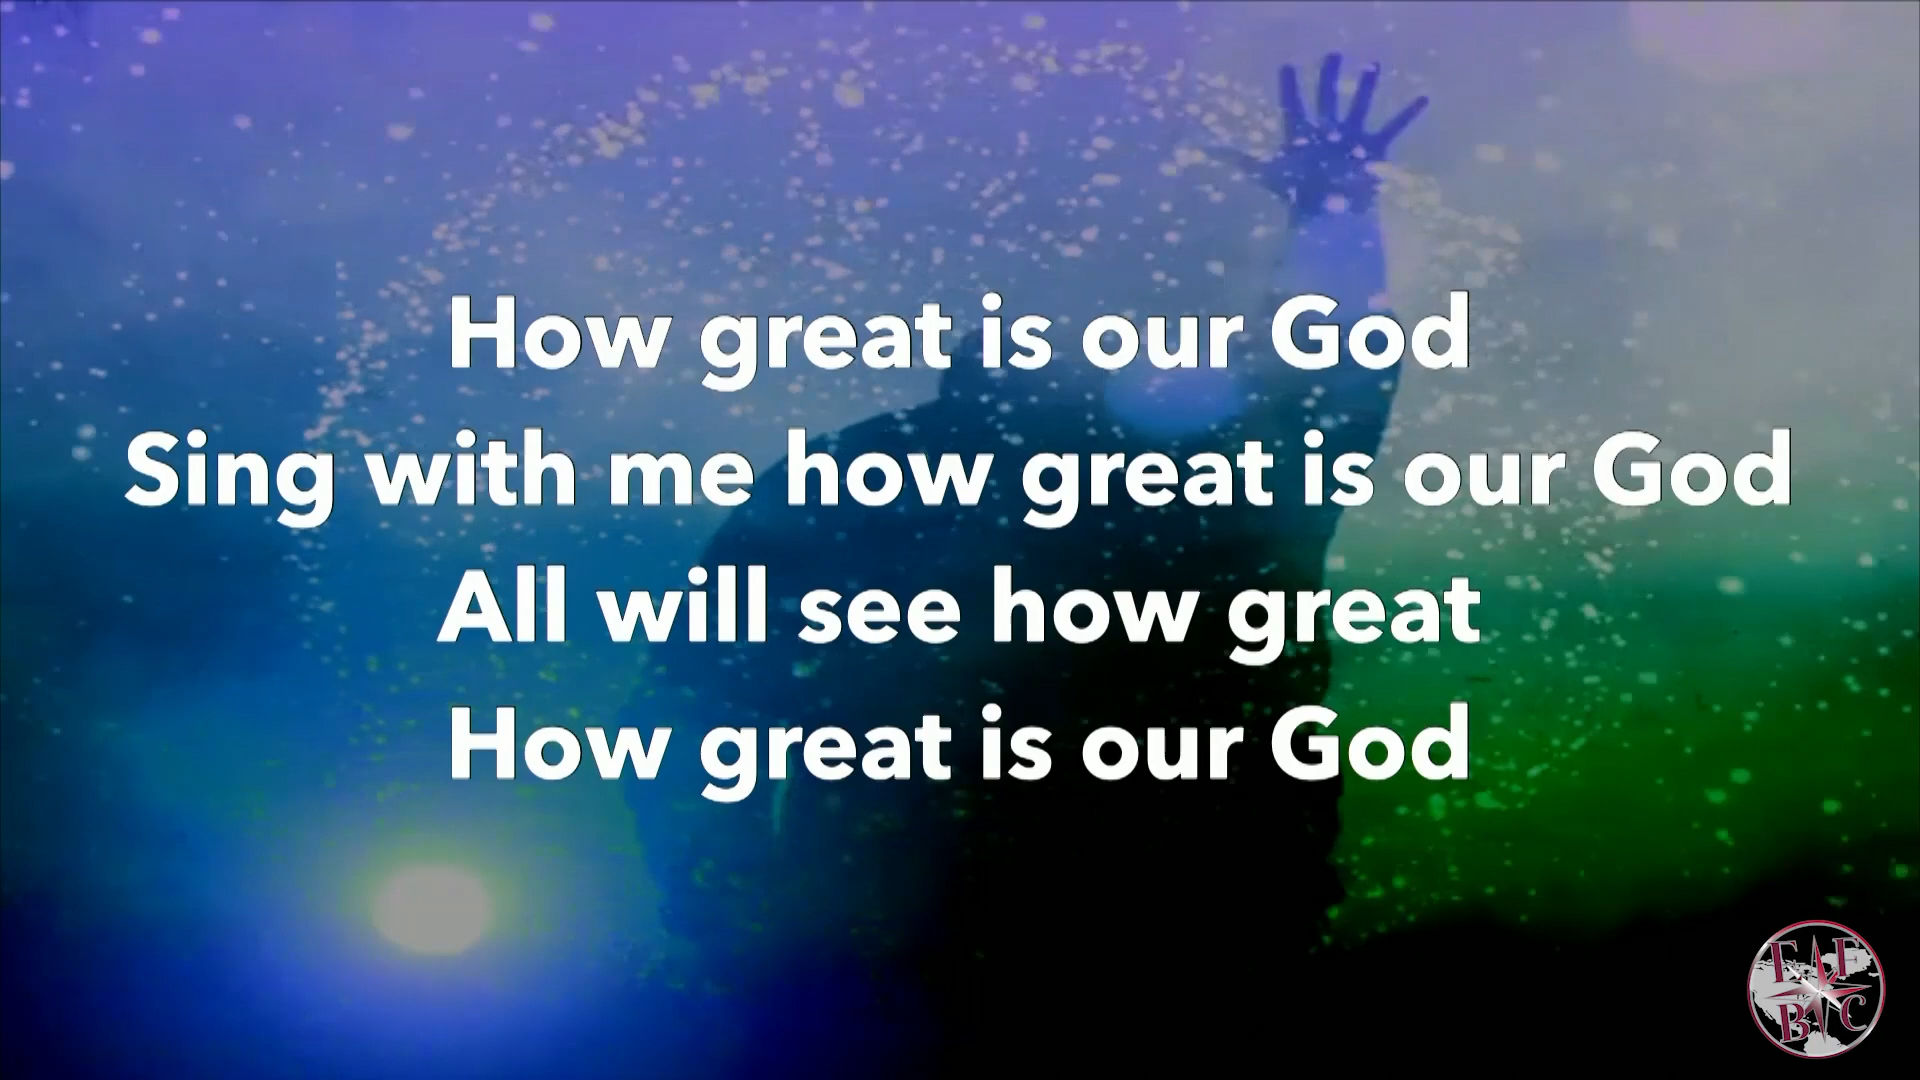 How great is our God
Sing with me how great is our God
All will see how great
How great is our God
F F
B C